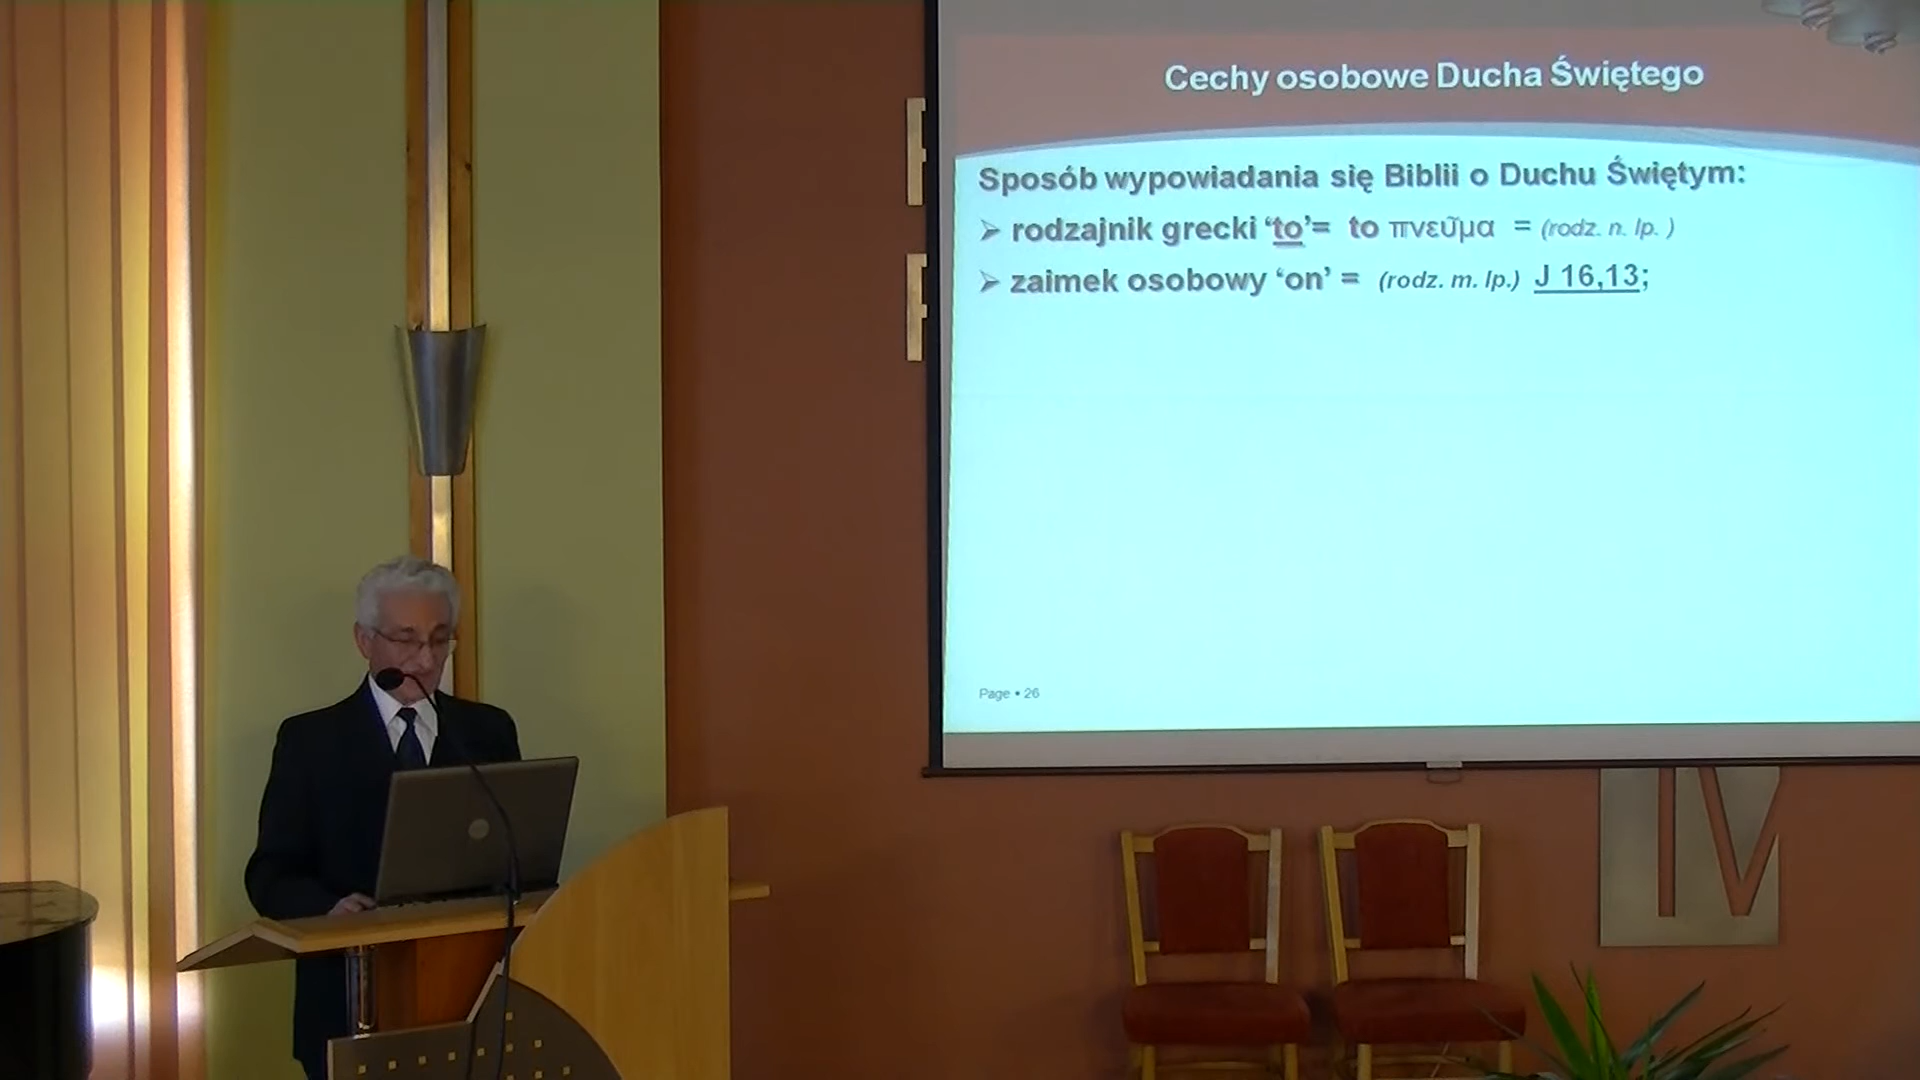 Cechy osobowe Ducha Świętego
Sposób wypowiadania się Biblii o Duchu Świętym:
➢ rodzajnik grecki ‘to’= to πνεῦμα = (rodz. n. lp. )
➢ zaimek osobowy ‘on’ = (rodz. m. lp.) J 16,13;
Page • 26